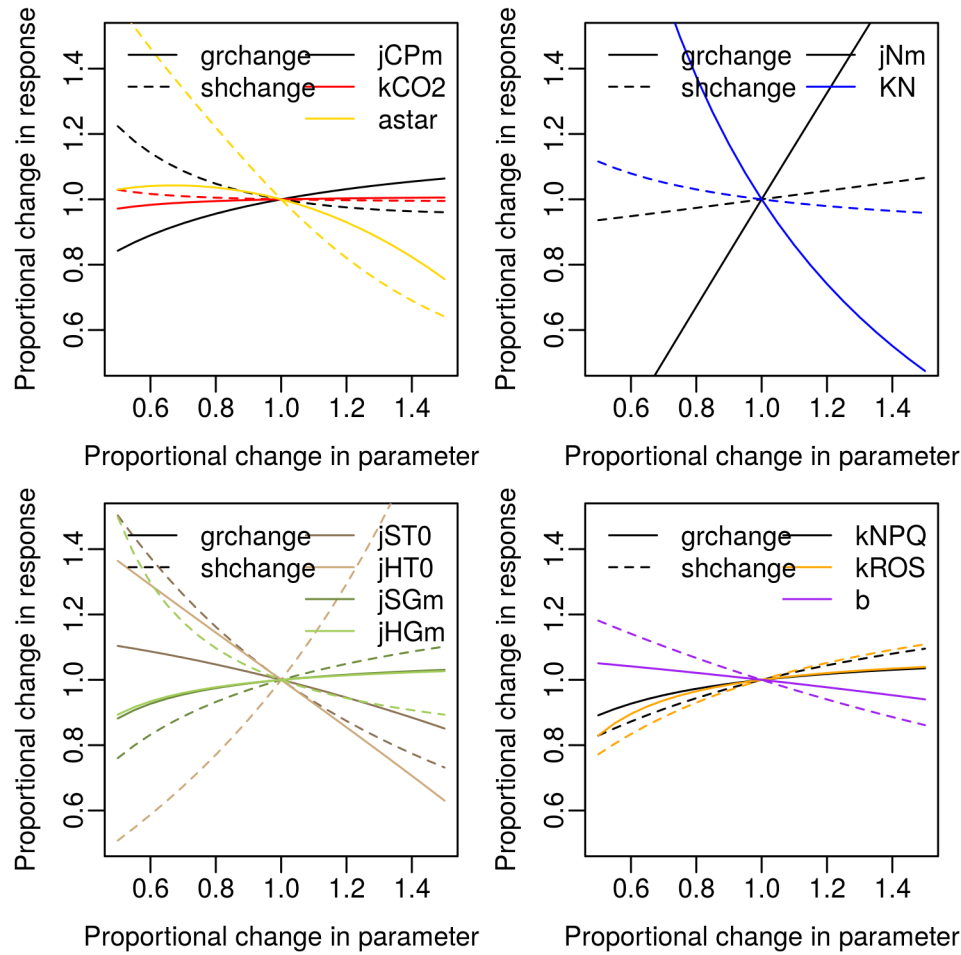 Proportional change in response
1.4
1.2
1.0
0.8
0.6
grchange jCPm
shchange kCO2
astar
0.6 0.8 1.0 1.2 1.4
Proportional change in parameter
Proportional change in response
1.4
1.2
1.0
0.8
0.6
grchange jNm
shchange KN
0.6 0.8 1.0 1.2 1.4
Proportional change in parameter
Proportional change in response
1.4
1.2
1.0
0.8
0.6
grchange jST0
shchange jHT0
jSGm
jHGm
0.6 0.8 1.0 1.2 1.4
Proportional change in parameter
Proportional change in response
1.4
1.2
1.0
0.8
0.6
grchange kNPQ
shchange kROS
b
0.6 0.8 1.0 1.2 1.4
Proportional change in parameter